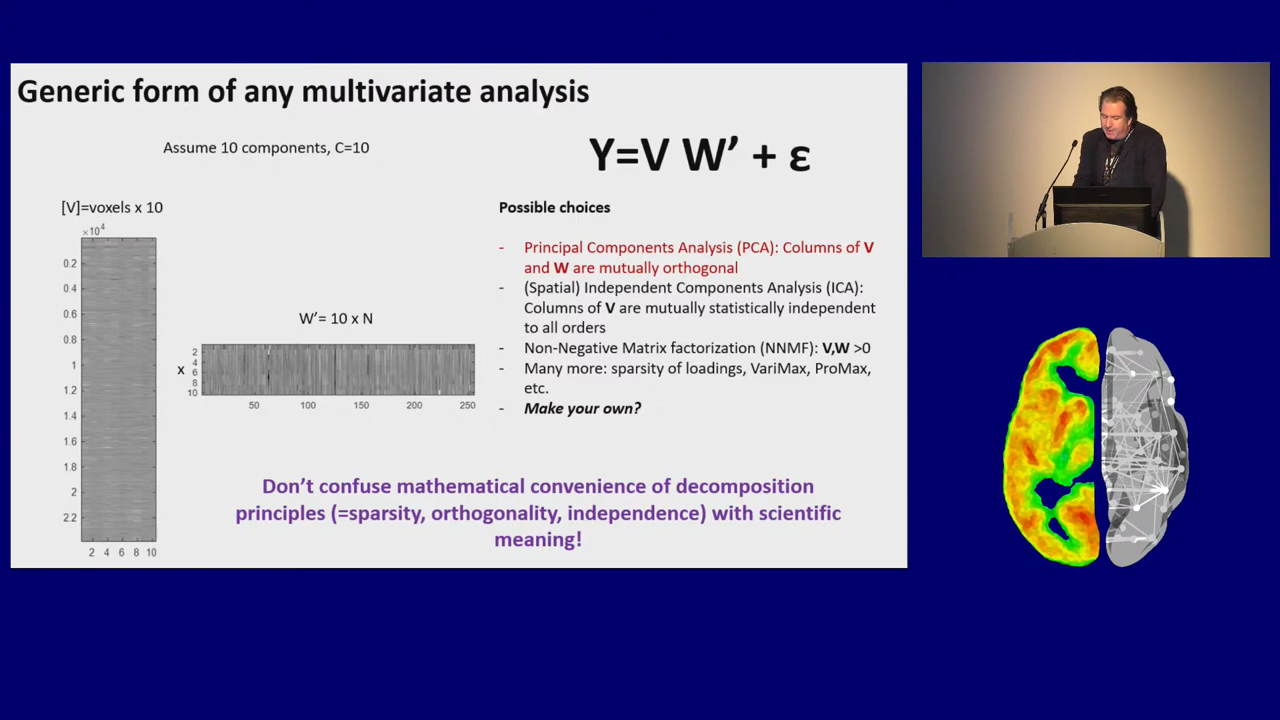 Generic form of any multivariate analysis
Assume 10 components, C=10
Y=V W’ + ε
[V]=voxels x 10
×10⁴
0.2
0.4
0.6
0.8
1
1.2
1.4
1.6
1.8
2
2.2
2 4 6 8 10
W’= 10 x N
x
2
4
6
8
10
50 100 150 200 250
Possible choices
- Principal Components Analysis (PCA): Columns of V
and W are mutually orthogonal
- (Spatial) Independent Components Analysis (ICA):
Columns of V are mutually statistically independent
to all orders
- Non-Negative Matrix factorization (NNMF): V,W >0
- Many more: sparsity of loadings, VariMax, ProMax,
etc.
- Make your own?
Don’t confuse mathematical convenience of decomposition
principles (=sparsity, orthogonality, independence) with scientific
meaning!